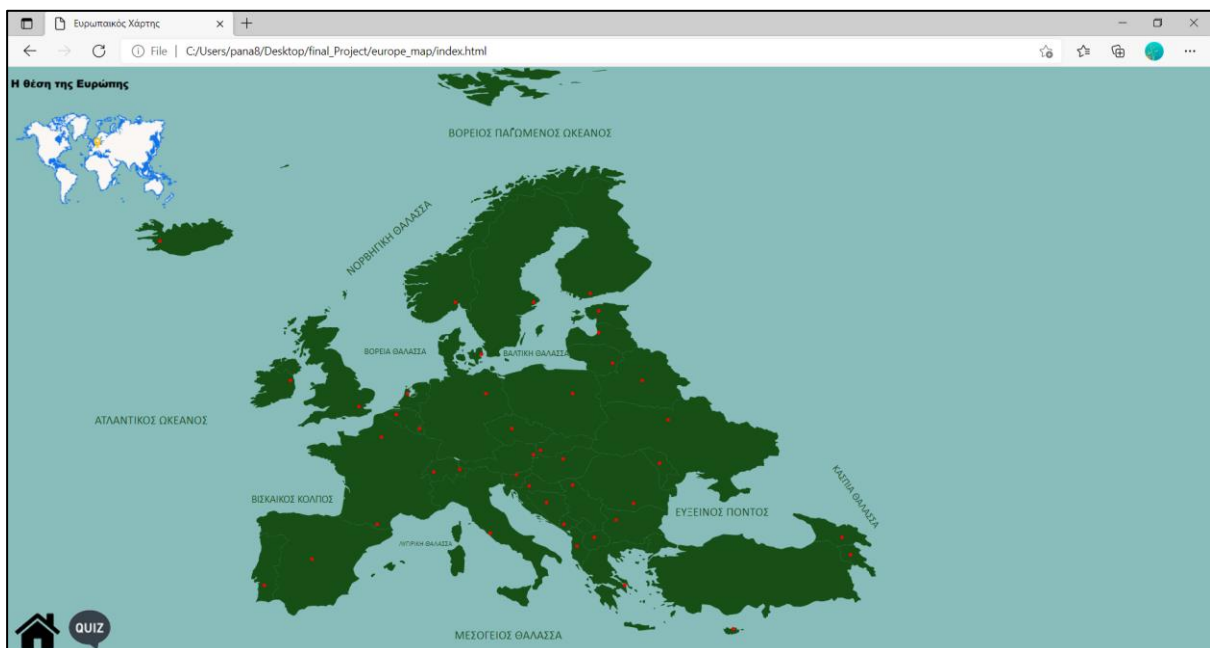 Ευρωπαικός Χάρτης
File | C:/Users/pana8/Desktop/final_Project/europe_map/index.html
Η θέση της Ευρώπης
ΒΟΡΕΙΟΣ ΠΑΓΩΜΕΝΟΣ ΩΚΕΑΝΟΣ
ΝΟΡΒΗΓΙΚΗ ΘΑΛΑΣΣΑ
ΒΟΡΕΙΑ ΘΑΛΑΣΣΑ
ΒΑΛΤΙΚΗ ΘΑΛΑΣΣΑ
ΑΤΛΑΝΤΙΚΟΣ ΩΚΕΑΝΟΣ
ΒΙΣΚΑΙΚΟΣ ΚΟΛΠΟΣ
ΚΑΣΠΙΑ ΘΑΛΑΣΣΑ
ΕΥΞΕΙΝΟΣ ΠΟΝΤΟΣ
ΛΙΓΙΡΙΚΗ ΘΑΛΑΣΣΑ
QUIZ
ΜΕΣΟΓΕΙΟΣ ΘΑΛΑΣΣΑ